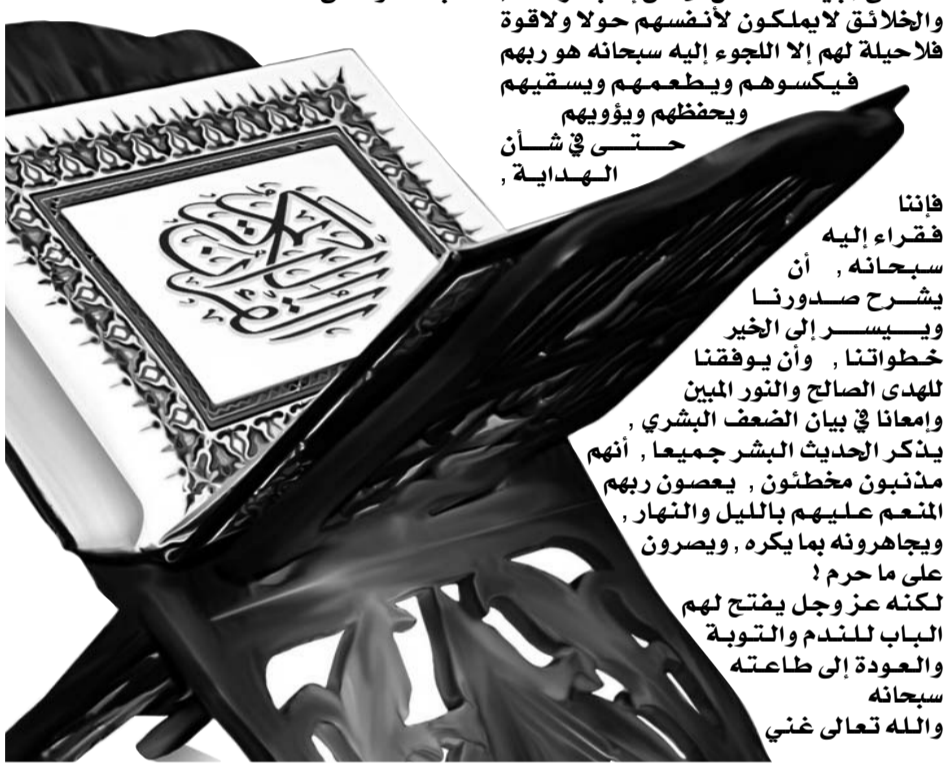 والخلائق لايملكون لأنفسهم حولا ولاقوة
فلاحيلة لهم إلا اللجوء إليه سبحانه هو ربهم
فيكسوهم ويطعمهم ويسقيهم
ويحفظهم ويؤويهم
حتى في شأن
الهداية ,
فإننا
فقراء إليه
سبحانه , أن
يشرح صدورنا
وييسر إلى الخير
خطواتنا , وأن يوفقنا
للهدى الصالح والنور المبين
وإمعانا في بيان الضعف البشري ,
يذكر الحديث البشر جميعا , أنهم
مذنبون مخطئون , يعصون ربهم
المنعم عليهم بالليل والنهار ,
ويجاهرونه بما يكره , ويصرون
على ما حرم !
لكنه عز وجل يفتح لهم
الباب للندم والتوبة
والعودة إلى طاعته
سبحانه
والله تعالى غني
القرآن الكريم